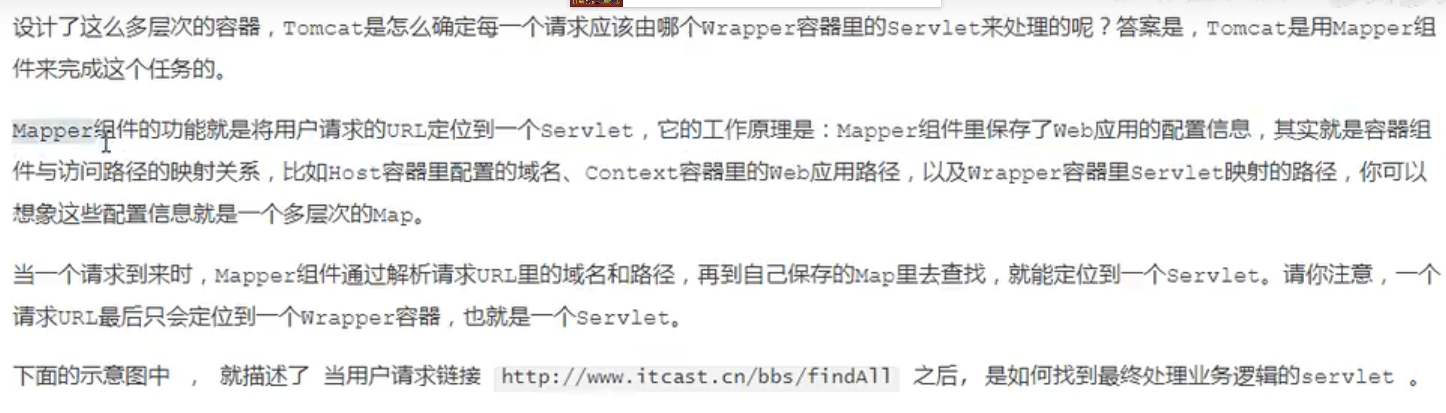 设计了这么多层次的容器，Tomcat是怎么确定每一个请求应该由哪个Wrapper容器里的Servlet来处理的呢？答案是，Tomcat是用Mapper组
件来完成这个任务的。
Mapper组件的功能就是将用户请求的URL定位到一个Servlet，它的工作原理是：Mapper组件里保存了Web应用的配置信息，其实就是容器组
件与访问路径的映射关系，比如Host容器里配置的域名、Context容器里的Web应用路径，以及Wrapper容器里Servlet映射的路径，你可以
想象这些配置信息就是一个多层次的Map。
当一个请求到来时，Mapper组件通过解析请求URL里的域名和路径，再到自己保存的Map里去查找，就能定位到一个Servlet。请你注意，一个
请求URL最后只会定位到一个Wrapper容器，也就是一个Servlet。
下面的示意图中 ， 就描述了 当用户请求链接 http://www.itcast.cn/bbs/findAll 之后， 是如何找到最终处理业务逻辑的servlet 。